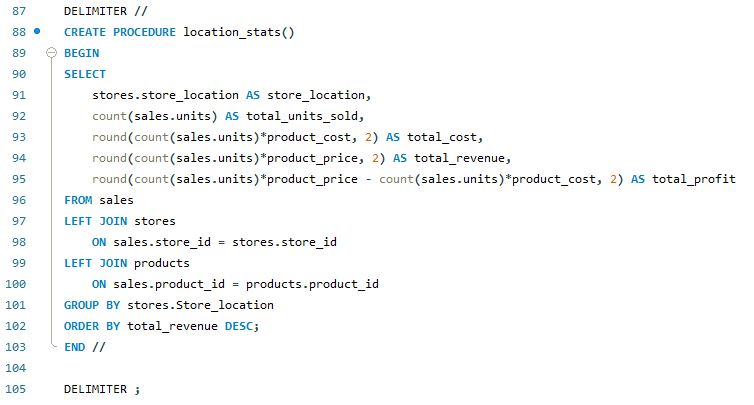 87 DELIMITER //
88 CREATE PROCEDURE location_stats()
89 BEGIN
90 SELECT
91 stores.store_location AS store_location,
92 count(sales.units) AS total_units_sold,
93 round(count(sales.units)*product_cost, 2) AS total_cost,
94 round(count(sales.units)*product_price, 2) AS total_revenue,
95 round(count(sales.units)*product_price - count(sales.units)*product_cost, 2) AS total_profit
96 FROM sales
97 LEFT JOIN stores
98 ON sales.store_id = stores.store_id
99 LEFT JOIN products
100 ON sales.product_id = products.product_id
101 GROUP BY stores.Store_location
102 ORDER BY total_revenue DESC;
103 END //
104
105 DELIMITER ;